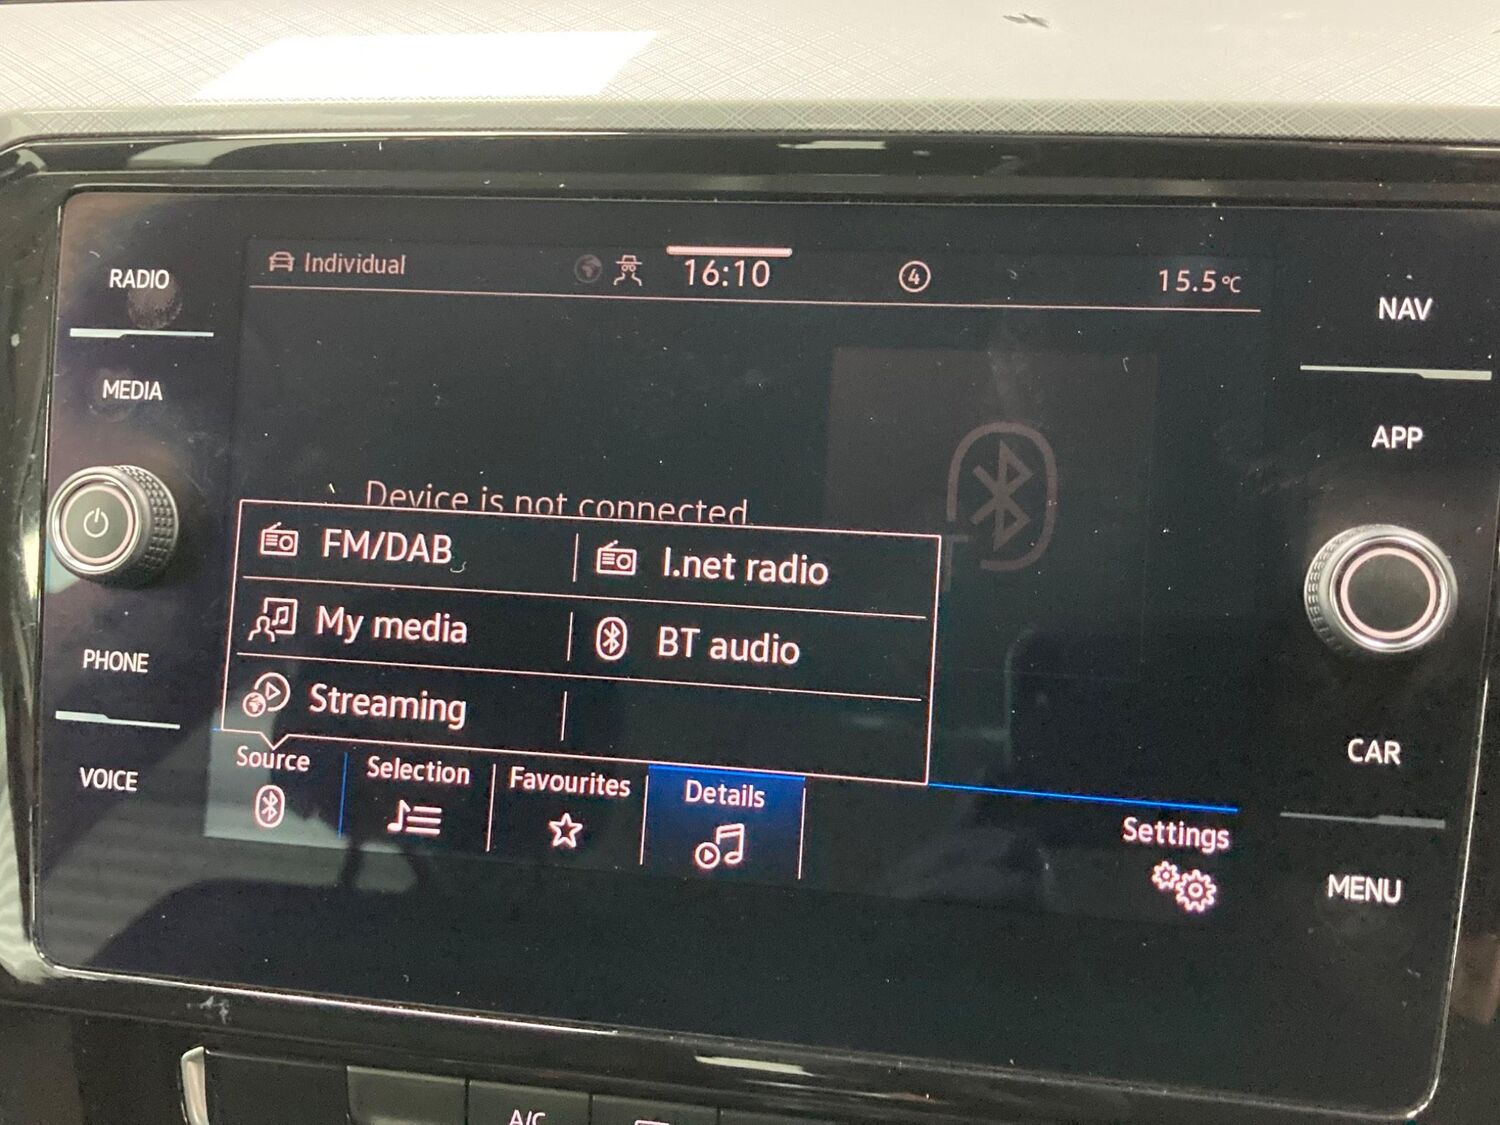 RADIO
MEDIA
PHONE
VOICE
Individual
16:10
4
15.5°C
Device is not connected.
FM/DAB
I.net radio
My media
BT audio
Streaming
Source
Selection
Favourites
Details
Settings
NAV
APP
CAR
MENU
A/C